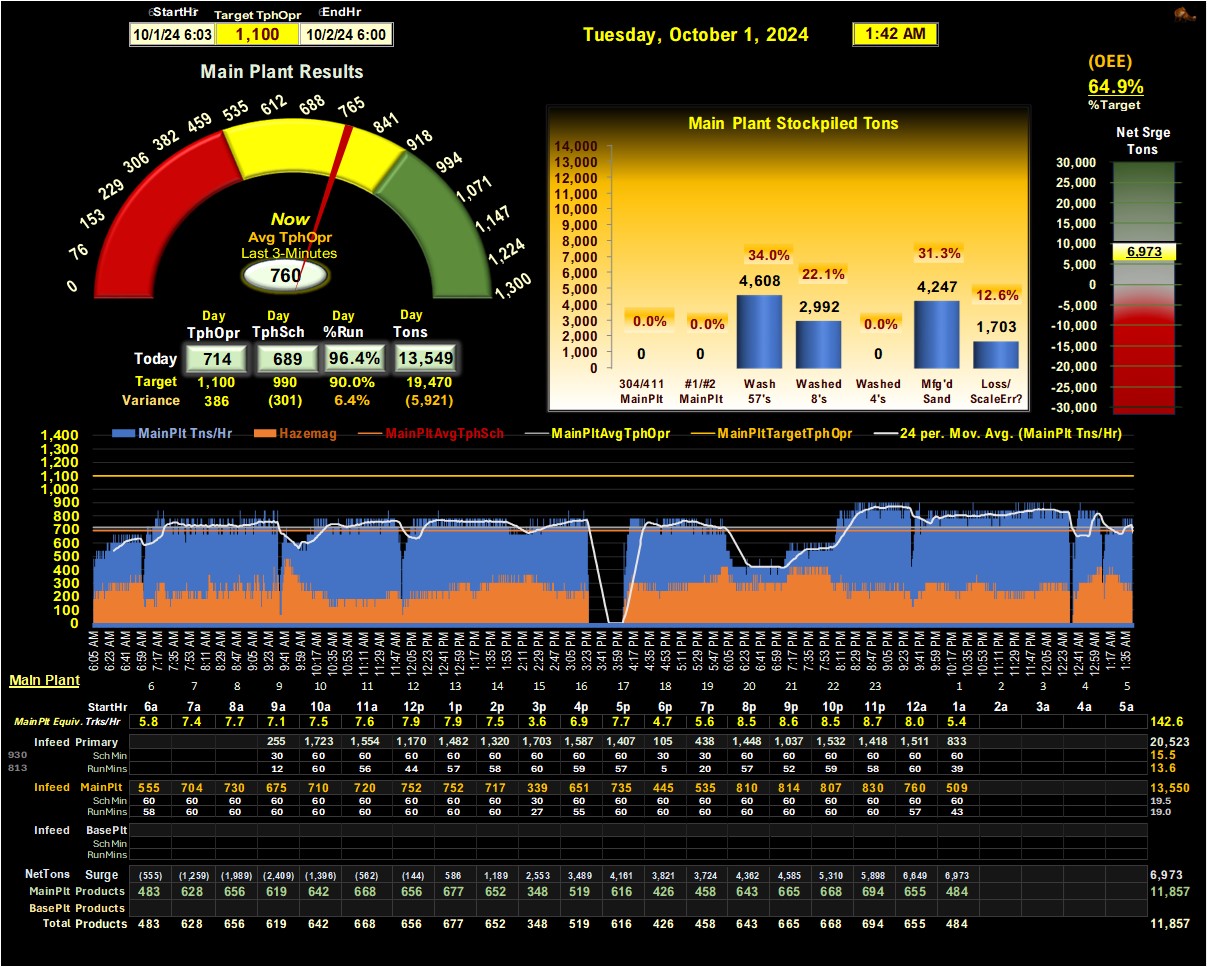 StartHr Target TphOpr EndHr
10/1/24 6:03 1,100 10/2/24 6:00
Tuesday, October 1, 2024 1:42 AM
(OEE)
64.9%
%Target
Main Plant Results
0 76 153 229 306 382 459 535 612 688 765 841 918 994 1,071 1,147 1,224 1,300
Now
Avg TphOpr
Last 3-Minutes
760
Day Day Day Day
TphOpr TphSch %Run Tons
Today 714 689 96.4% 13,549
Target 1,100 990 90.0% 19,470
Variance 386 (301) 6.4% (5,921)
Main Plant Stockpiled Tons
14,000
13,000
12,000
11,000
10,000
9,000
8,000
7,000
6,000
5,000
4,000
3,000
2,000
1,000
0
0.0% 0.0% 34.0% 22.1% 0.0% 31.3% 12.6%
0 0 4,608 2,992 0 4,247 1,703
304/411 #1/#2 Wash Washed Washed Mfg'd Loss/
MainPlt MainPlt 57's 8's 4's Sand ScaleErr?
Net Srge
Tons
30,000
25,000
20,000
15,000
10,000
6,973
5,000
0
-5,000
-10,000
-15,000
-20,000
-25,000
-30,000
MainPlt Tns/Hr Hazemag MainPltAvgTphSch MainPltAvgTphOpr MainPltTargetTphOpr 24 per. Mov. Avg. (MainPlt Tns/Hr)
1,400
1,300
1,200
1,100
1,000
900
800
700
600
500
400
300
200
100
0
6:05 AM 6:23 AM 6:41 AM 6:59 AM 7:17 AM 7:35 AM 7:53 AM 8:11 AM 8:29 AM 8:47 AM 9:05 AM 9:23 AM 9:41 AM 9:59 AM 10:17 AM 10:35 AM 10:53 AM 11:11 AM 11:29 AM 11:47 AM 12:05 PM 12:23 PM 12:41 PM 12:59 PM 1:17 PM 1:35 PM 1:53 PM 2:11 PM 2:29 PM 2:47 PM 3:05 PM 3:23 PM 3:41 PM 3:59 PM 4:17 PM 4:35 PM 4:53 PM 5:11 PM 5:29 PM 5:47 PM 6:05 PM 6:23 PM 6:41 PM 6:59 PM 7:17 PM 7:35 PM 7:53 PM 8:11 PM 8:29 PM 8:47 PM 9:05 PM 9:23 PM 9:41 PM 9:59 PM 10:17 PM 10:35 PM 10:53 PM 11:11 PM 11:29 PM 11:47 PM 12:05 AM 12:23 AM 12:41 AM 12:59 AM 1:17 AM 1:35 AM
Main Plant
6 7 8 9 10 11 12 13 14 15 16 17 18 19 20 21 22 23 1 2 3 4 5
StartHr 6a 7a 8a 9a 10a 11a 12p 1p 2p 3p 4p 5p 6p 7p 8p 9p 10p 11p 12a 1a 2a 3a 4a 5a
MainPlt Equiv. Trks/Hr 5.8 7.4 7.7 7.1 7.5 7.6 7.9 7.9 7.5 3.6 6.9 7.7 4.7 5.6 8.5 8.6 8.5 8.7 8.0 5.4 142.6
Infeed Primary 255 1,723 1,554 1,170 1,482 1,320 1,703 1,587 1,407 105 438 1,448 1,037 1,532 1,418 1,511 833 20,523
930 SchMin 30 60 60 60 60 60 60 60 60 30 30 60 60 60 60 60 60 15.5
813 RunMins 12 60 56 44 57 58 60 59 57 5 20 57 52 59 58 60 39 13.6
Infeed MainPlt 555 704 730 675 710 720 752 752 717 339 651 735 445 535 810 814 807 830 760 509 13,550
SchMin 60 60 60 60 60 60 60 60 60 30 60 60 60 60 60 60 60 60 60 60 19.5
RunMins 58 60 60 60 60 60 60 60 60 27 55 60 60 60 60 60 60 60 57 43 19.0
Infeed BasePlt
SchMin
RunMins
NetTons Surge (555) (1,259) (1,989) (2,409) (1,396) (562) (144) 586 1,189 2,553 3,489 4,161 3,821 3,724 4,362 4,585 5,310 5,898 6,649 6,973 6,973
MainPlt Products 483 628 656 619 642 668 656 677 652 348 519 616 426 458 643 665 668 694 655 484 11,857
BasePlt Products
Total Products 483 628 656 619 642 668 656 677 652 348 519 616 426 458 643 665 668 694 655 484 11,857